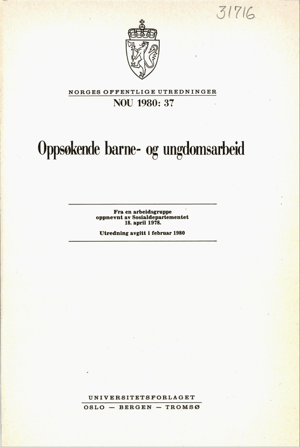 31716
NORGES OFFENTLIGE UTREDNINGER
NOU 1980: 37
Oppsøkende barne- og ungdomsarbeid
Fra en arbeidsgruppe
oppnevnt av Sosialdepartementet
18. april 1978.
Utredning avgitt i februar 1980
UNIVERSITETSFORLAGET
OSLO – BERGEN – TROMSØ